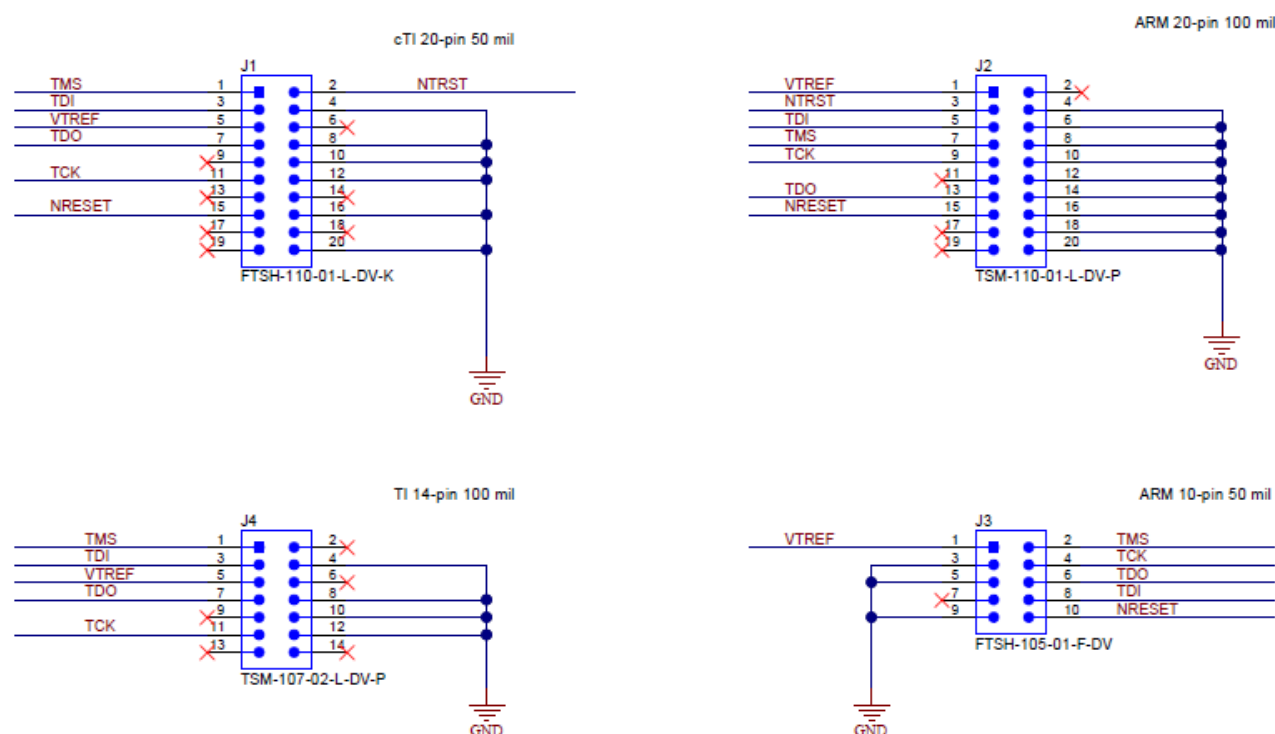 cTI 20-pin 50 mil
J1
TMS 1 2 NTRST
TDI 3 4
VTREF 5 6
TDO 7 8
9 10
TCK 11 12
13 14
NRESET 15 16
17 18
19 20
FTSH-110-01-L-DV-K
GND
ARM 20-pin 100 mil
J2
VTREF 1 2
NTRST 3 4
TDI 5 6
TMS 7 8
TCK 9 10
11 12
TDO 13 14
NRESET 15 16
17 18
19 20
TSM-110-01-L-DV-P
GND
TI 14-pin 100 mil
J4
TMS 1 2
TDI 3 4
VTREF 5 6
TDO 7 8
9 10
TCK 11 12
13 14
TSM-107-02-L-DV-P
GND
ARM 10-pin 50 mil
J3
VTREF 1 2 TMS
3 4 TCK
5 6 TDO
7 8 TDI
9 10 NRESET
FTSH-105-01-F-DV
GND